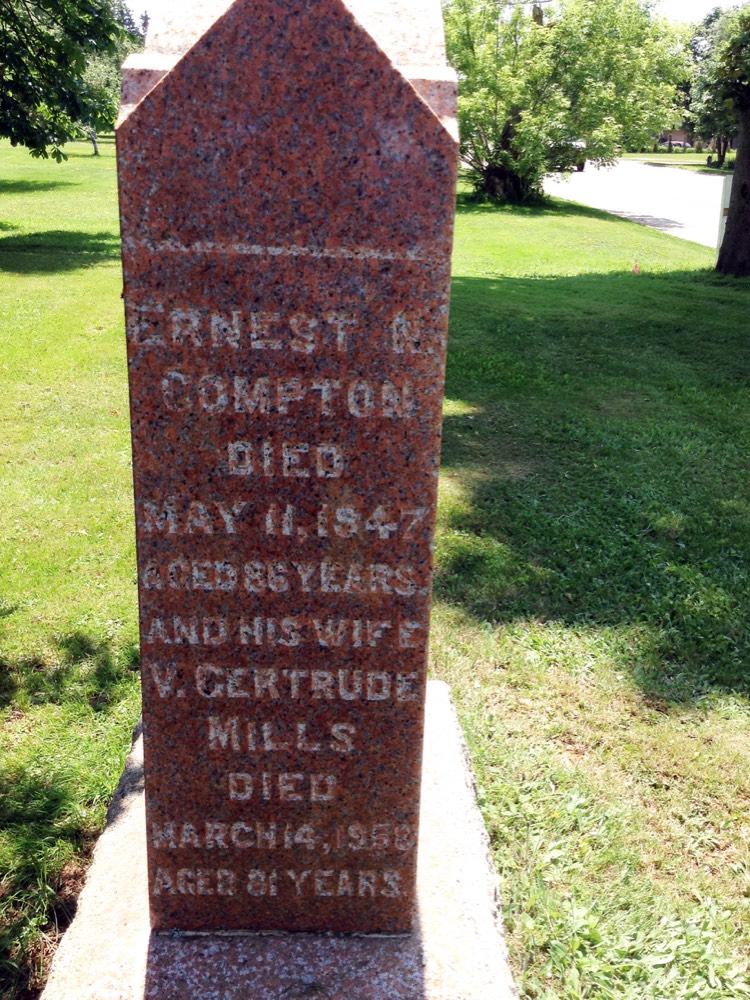 ERNEST N.
COMPTON
DIED
MAY 11, 1947
AGED 86 YEARS.
AND HIS WIFE
V. GERTRUDE
MILLS
DIED
MARCH 14, 1958
AGED 81 YEARS.